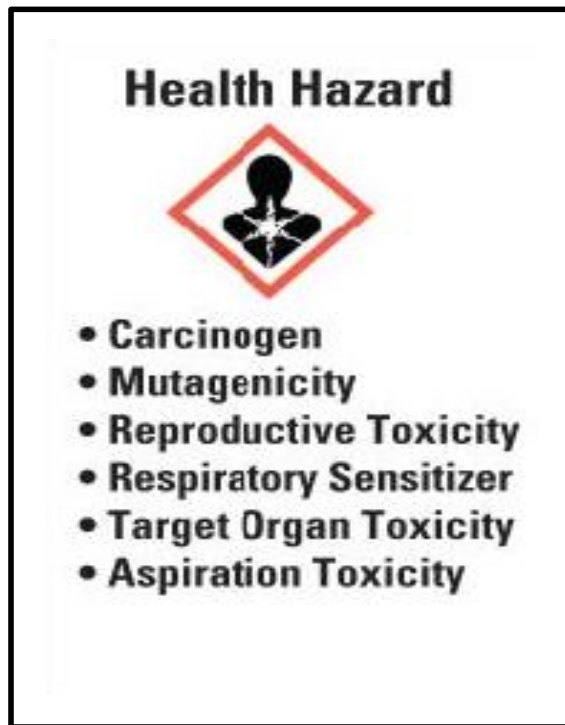 Health Hazard
• Carcinogen
• Mutagenicity
• Reproductive Toxicity
• Respiratory Sensitizer
• Target Organ Toxicity
• Aspiration Toxicity